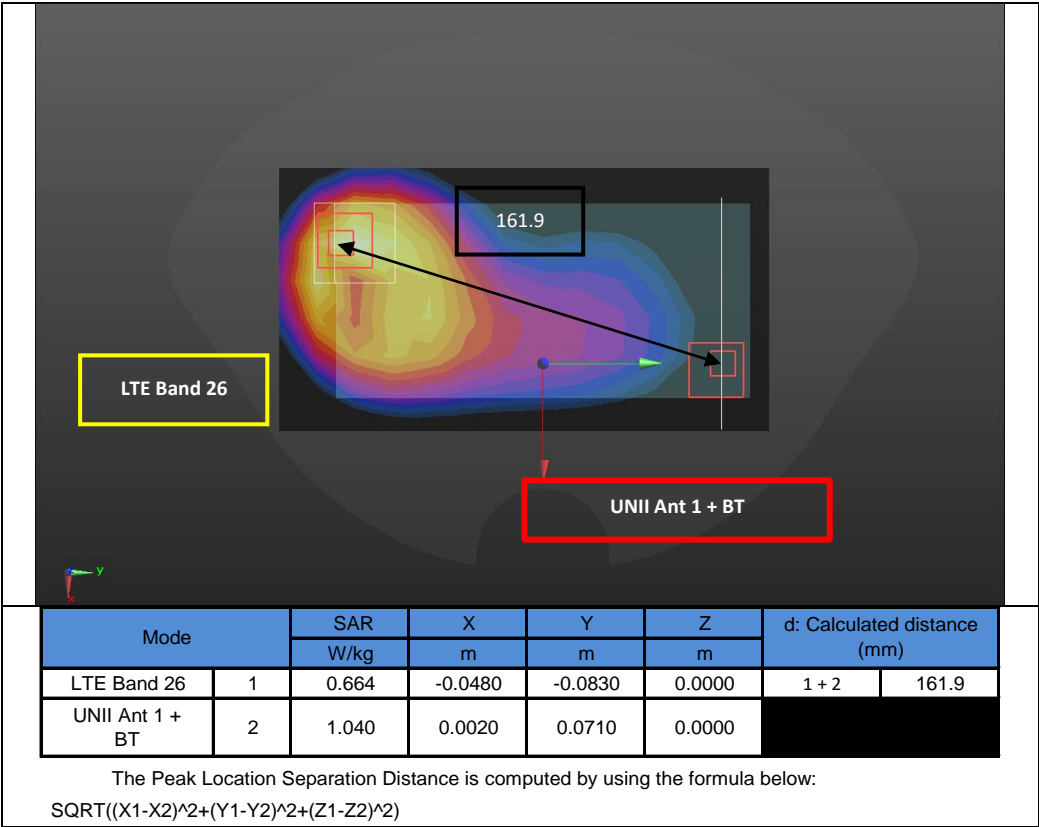 161.9
LTE Band 26
UNII Ant 1 + BT
y
x
Mode SAR X Y Z d: Calculated distance
W/kg m m m (mm)
LTE Band 26 1 0.664 -0.0480 -0.0830 0.0000 1 + 2 161.9
UNII Ant 1 +
BT 2 1.040 0.0020 0.0710 0.0000
The Peak Location Separation Distance is computed by using the formula below:
SQRT((X1-X2)^2+(Y1-Y2)^2+(Z1-Z2)^2)